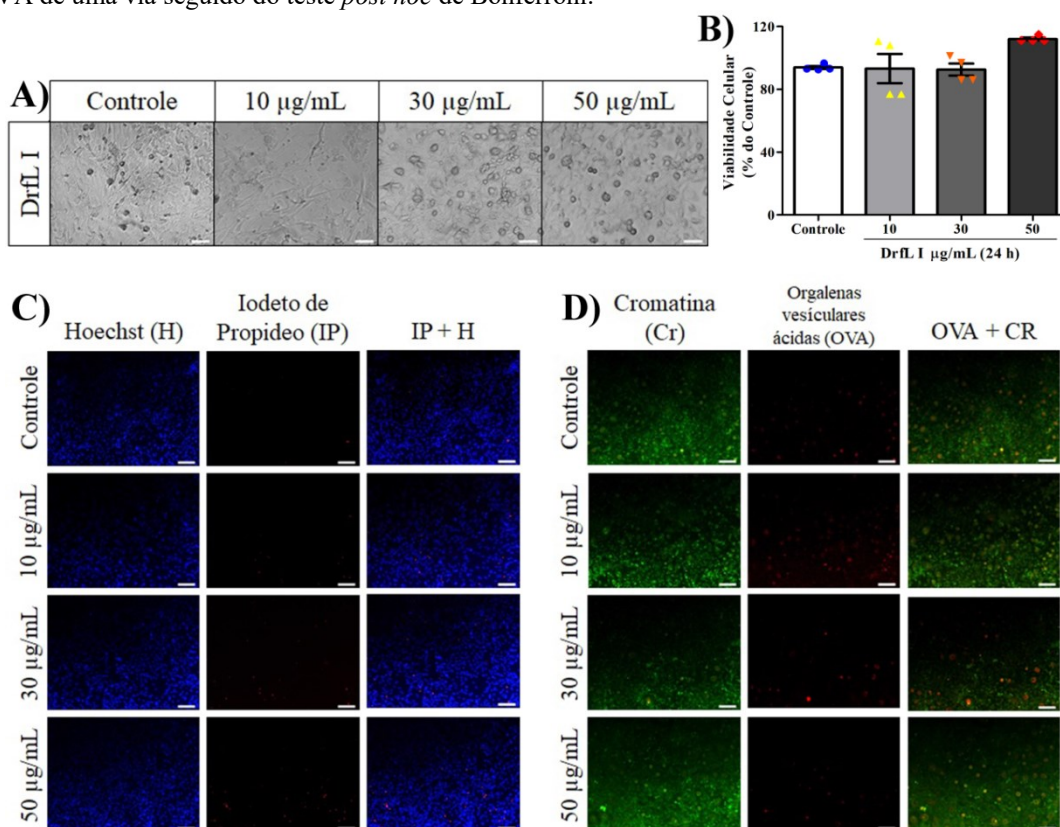 VA de uma via seguido do teste post hoc de Bonferroni.
A)
Controle 10 µg/mL 30 µg/mL 50 µg/mL
DrfL I
B)
Viabilidade Celular
(% do Controle)
120
80
40
0
Controle 10 30 50
DrfL I µg/mL (24 h)
C)
Hoechst (H)
Iodeto de
Propídeo (IP)
IP + H
Controle
10 µg/mL
30 µg/mL
50 µg/mL
D)
Cromatina
(Cr)
Orgalenas
vesículares
ácidas (OVA)
OVA + CR
Controle
10 µg/mL
30 µg/mL
50 µg/mL